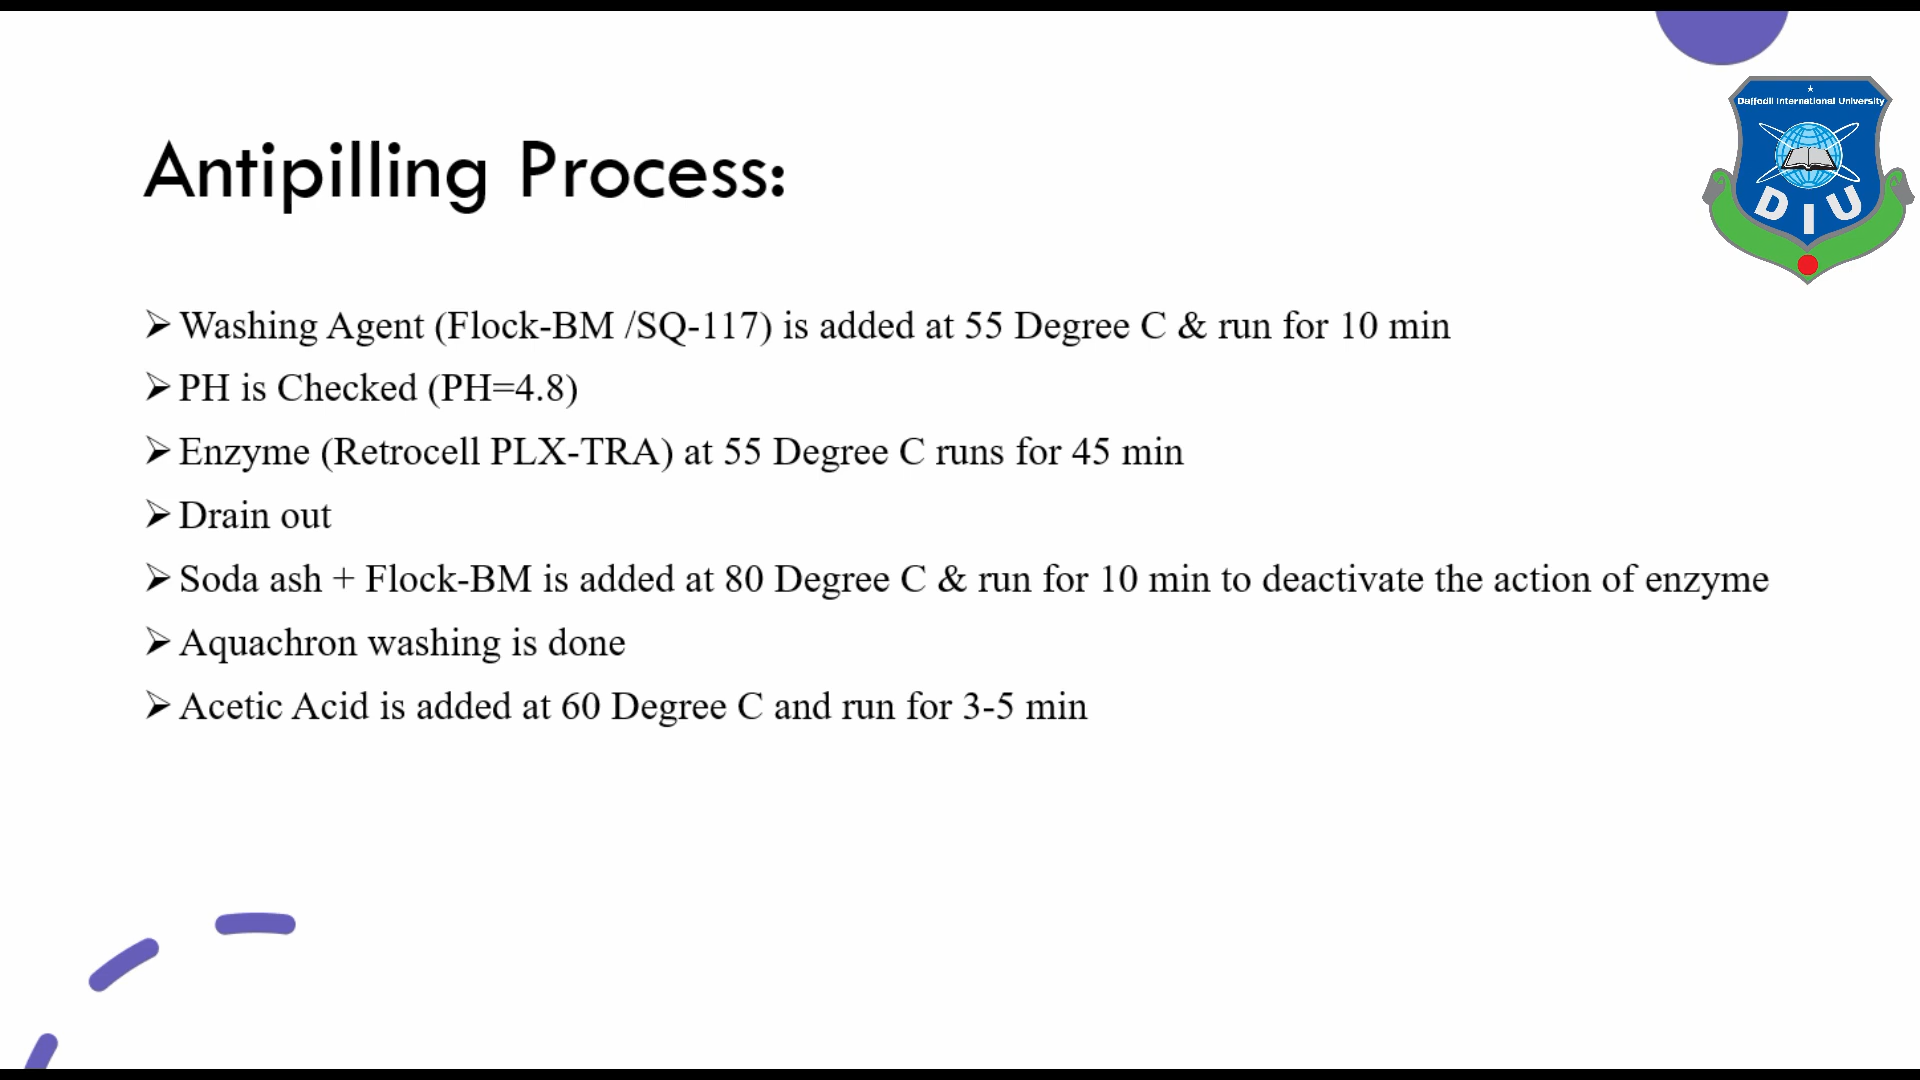 Daffodil International University
D I U
Antipilling Process:
➢ Washing Agent (Flock-BM /SQ-117) is added at 55 Degree C & run for 10 min
➢ PH is Checked (PH=4.8)
➢ Enzyme (Retrocell PLX-TRA) at 55 Degree C runs for 45 min
➢ Drain out
➢ Soda ash + Flock-BM is added at 80 Degree C & run for 10 min to deactivate the action of enzyme
➢ Aquachron washing is done
➢ Acetic Acid is added at 60 Degree C and run for 3-5 min